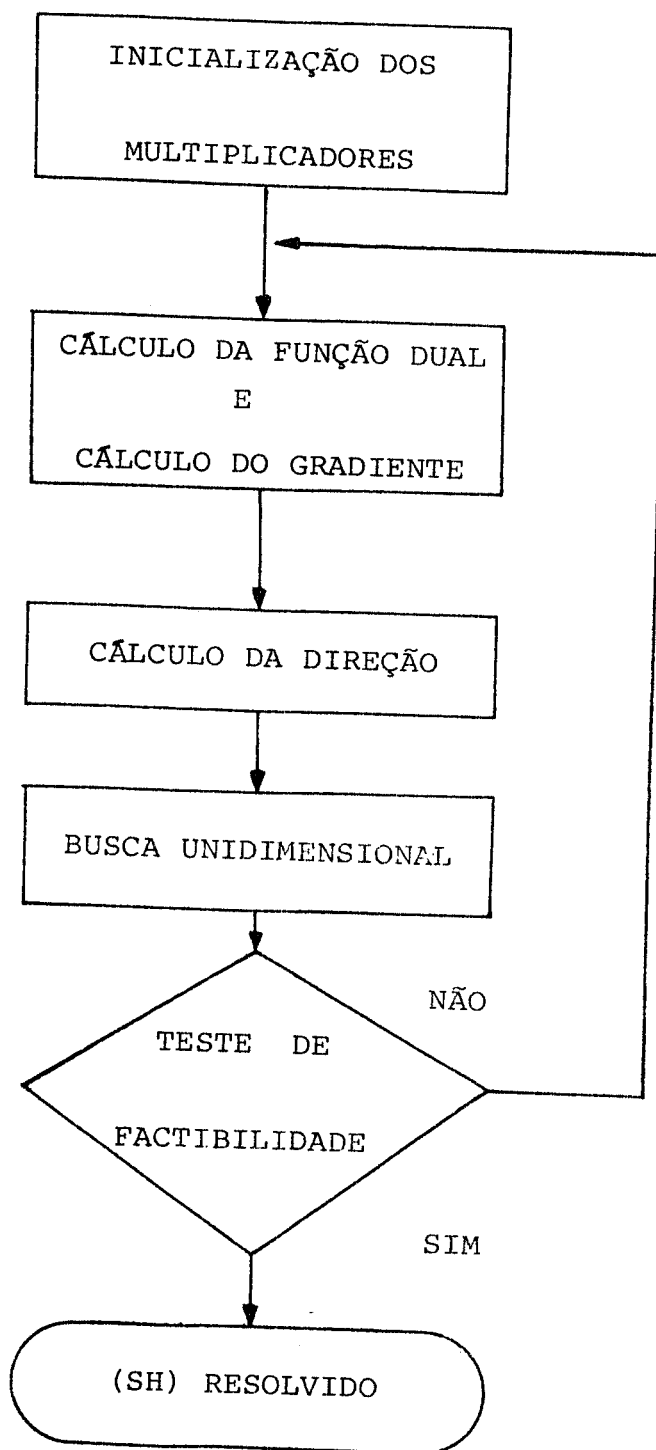 INICIALIZAÇÃO DOS
MULTIPLICADORES
CÁLCULO DA FUNÇÃO DUAL
E
CÁLCULO DO GRADIENTE
CÁLCULO DA DIREÇÃO
BUSCA UNIDIMENSIONAL
NÃO
TESTE DE
FACTIBILIDADE
SIM
(SH) RESOLVIDO